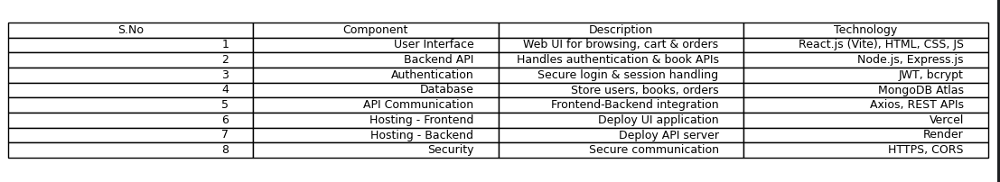 S.No Component Description Technology
1 User Interface Web UI for browsing, cart & orders React.js (Vite), HTML, CSS, JS
2 Backend API Handles authentication & book APIs Node.js, Express.js
3 Authentication Secure login & session handling JWT, bcrypt
4 Database Store users, books, orders MongoDB Atlas
5 API Communication Frontend-Backend integration Axios, REST APIs
6 Hosting - Frontend Deploy UI application Vercel
7 Hosting - Backend Deploy API server Render
8 Security Secure communication HTTPS, CORS